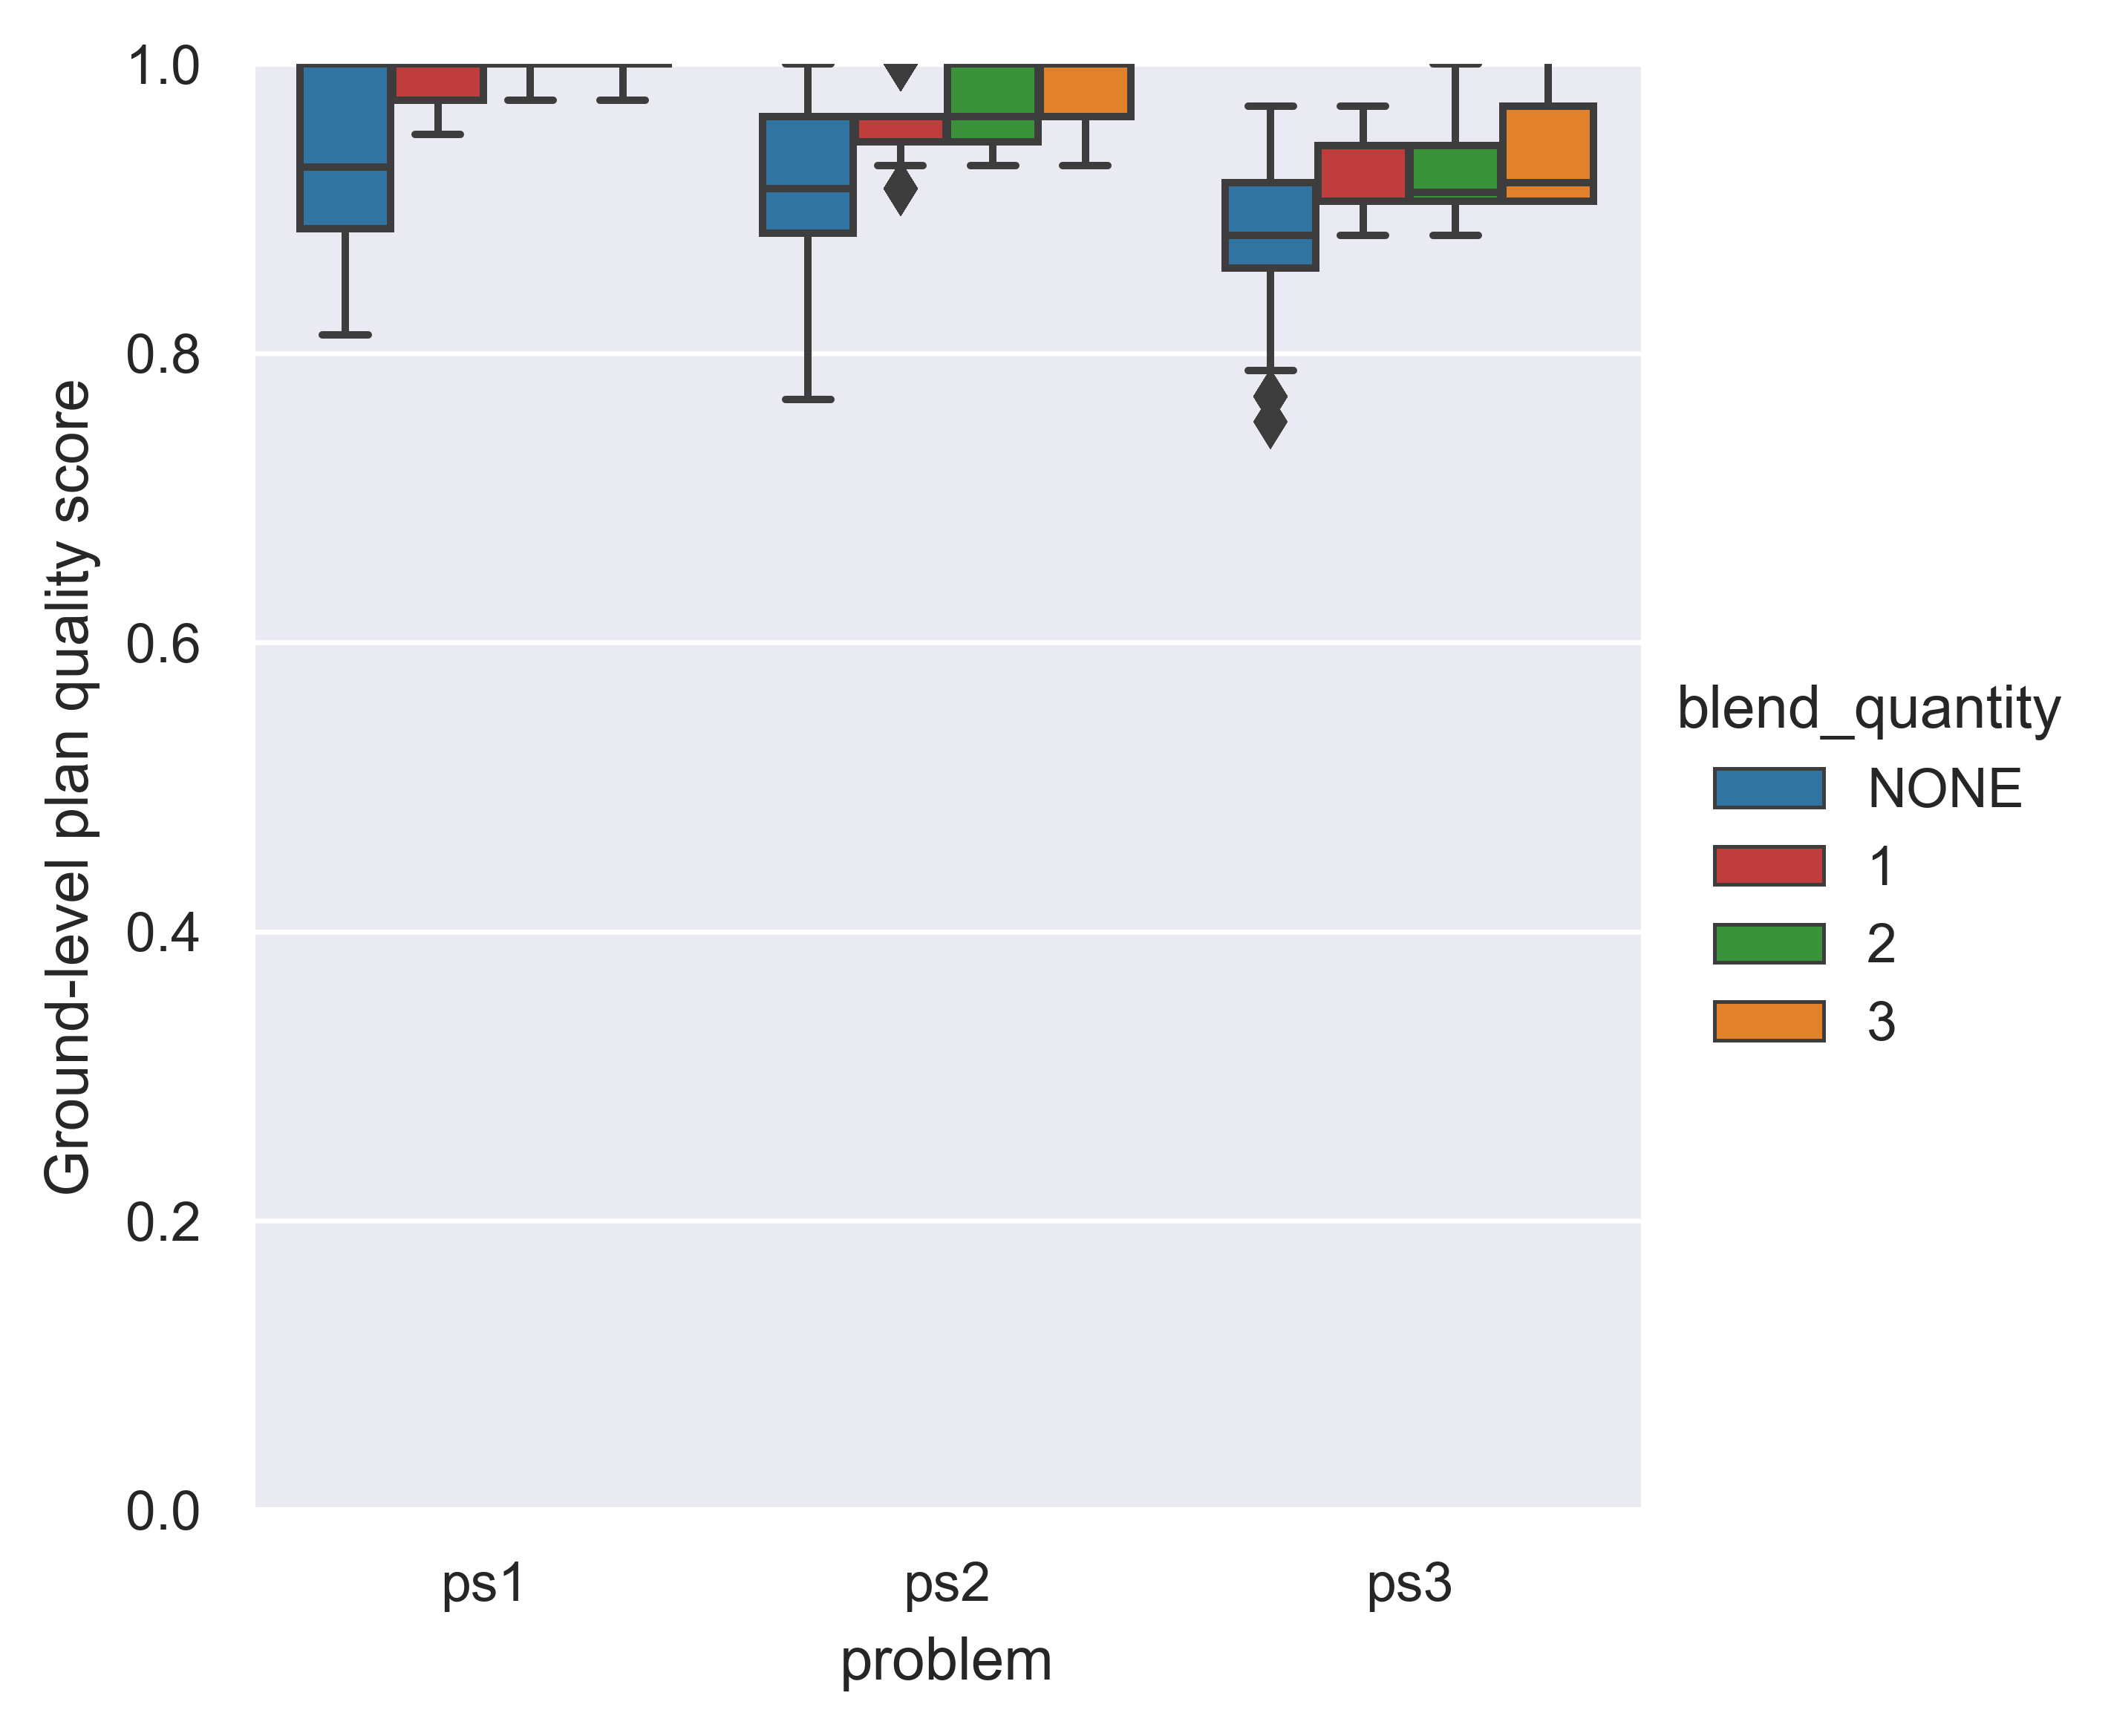 1.0
0.8
0.6
0.4
0.2
0.0
Ground-level plan quality score
ps1
ps2
ps3
problem
blend_quantity
NONE
1
2
3